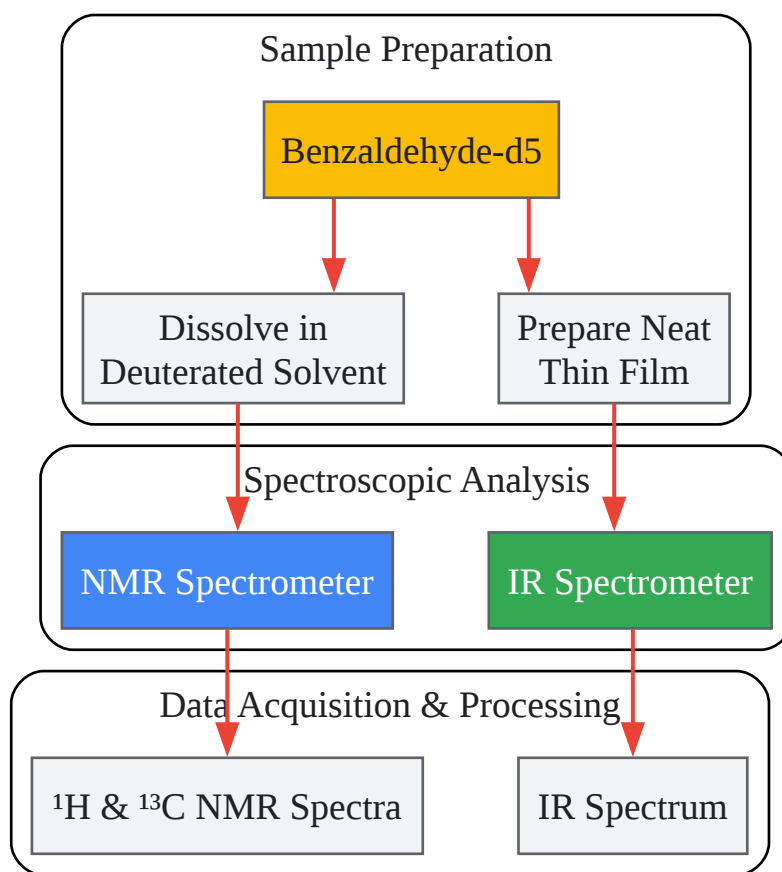 Sample Preparation
Benzaldehyde-d5
Dissolve in
Deuterated Solvent
Prepare Neat
Thin Film
Spectroscopic Analysis
NMR Spectrometer
IR Spectrometer
Data Acquisition & Processing
¹H & ¹³C NMR Spectra
IR Spectrum